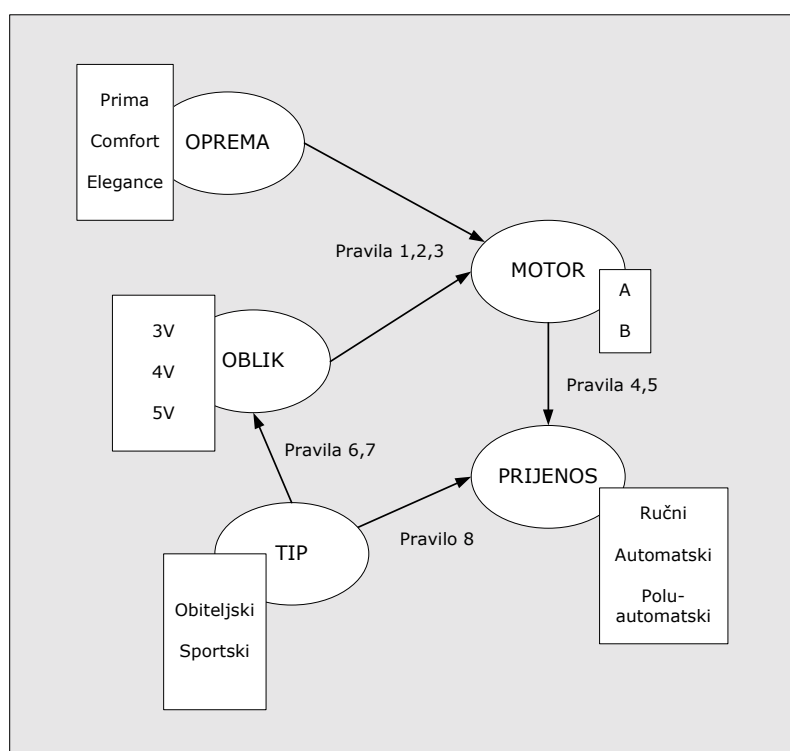 Prima
Comfort
Elegance
OPREMA
Pravila 1,2,3
MOTOR
A
B
3V
4V
5V
OBLIK
Pravila 4,5
Pravila 6,7
PRIJENOS
Ručni
Automatski
Polu-
automatski
Pravilo 8
TIP
Obiteljski
Sportski